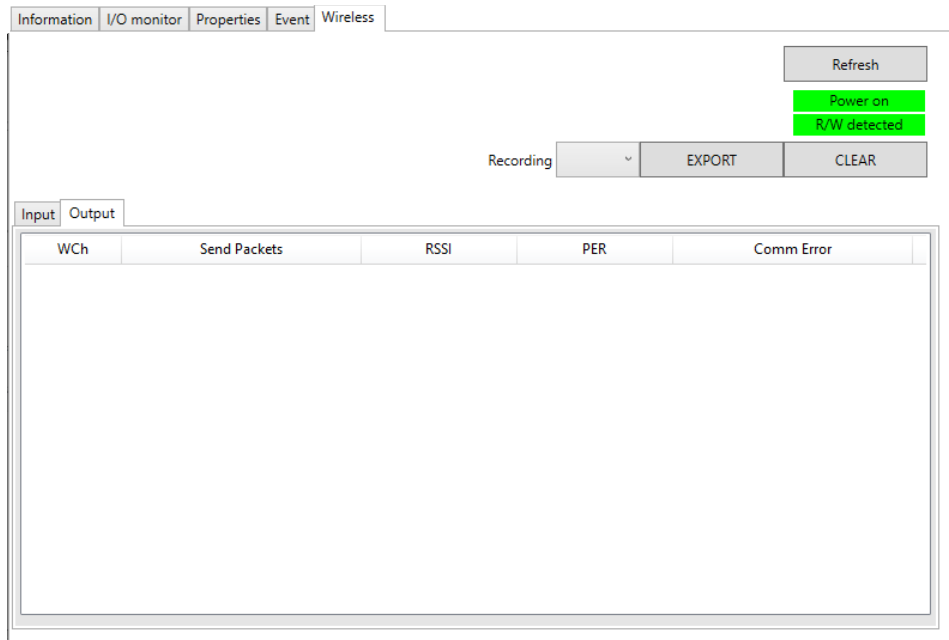 Information I/O monitor Properties Event Wireless
Refresh
Power on
R/W detected
Recording EXPORT CLEAR
Input Output
WCh Send Packets RSSI PER Comm Error